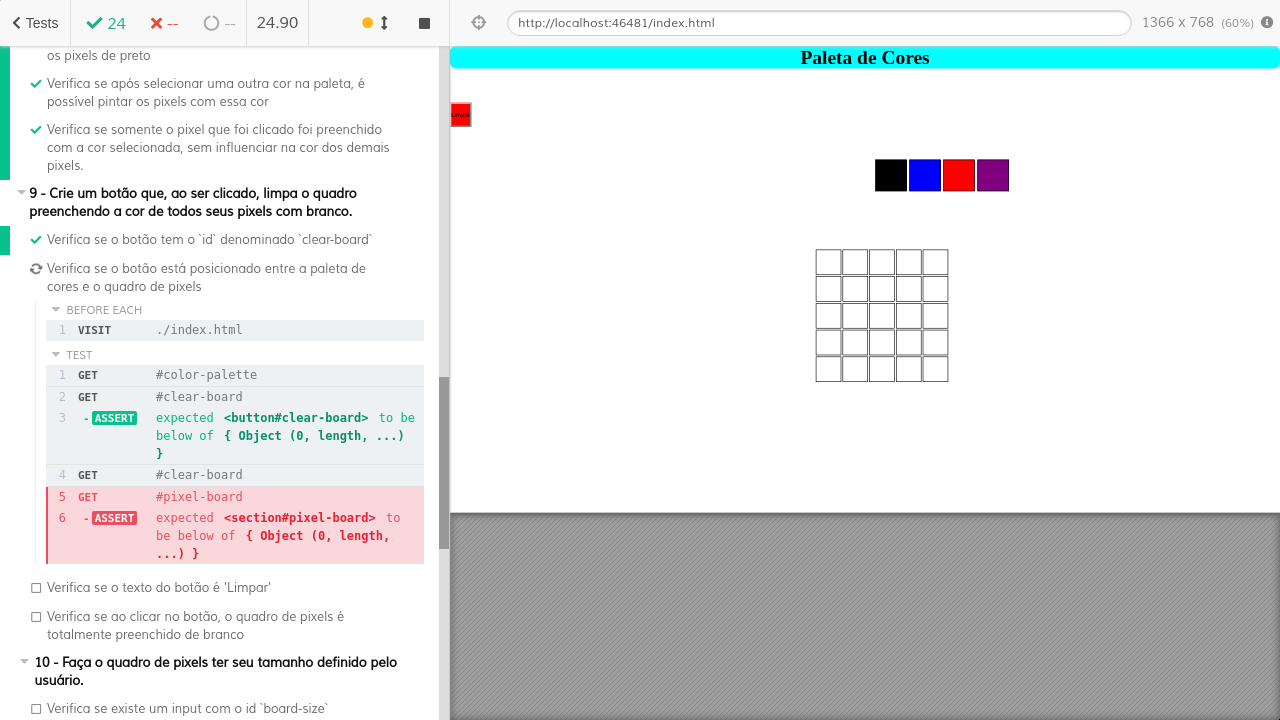 Tests
24
--
--
24.90
http://localhost:46481/index.html
1366 x 768 (60%)
os pixels de preto
Verifica se após selecionar uma outra cor na paleta, é
possível pintar os pixels com essa cor
Verifica se somente o pixel que foi clicado foi preenchido
com a cor selecionada, sem influenciar na cor dos demais
pixels.
9 - Crie um botão que, ao ser clicado, limpa o quadro
preenchendo a cor de todos seus pixels com branco.
Verifica se o botão tem o `id` denominado `clear-board`
Verifica se o botão está posicionado entre a paleta de
cores e o quadro de pixels
BEFORE EACH
1 VISIT ./index.html
TEST
1 GET #color-palette
2 GET #clear-board
3 -ASSERT expected <button#clear-board> to be
below of { Object (0, length, ...)
}
4 GET #clear-board
5 GET #pixel-board
6 -ASSERT expected <section#pixel-board> to
be below of { Object (0, length,
...) }
Verifica se o texto do botão é 'Limpar'
Verifica se ao clicar no botão, o quadro de pixels é
totalmente preenchido de branco
10 - Faça o quadro de pixels ter seu tamanho definido pelo
usuário.
Verifica se existe um input com o id `board-size`
Paleta de Cores
Limpar